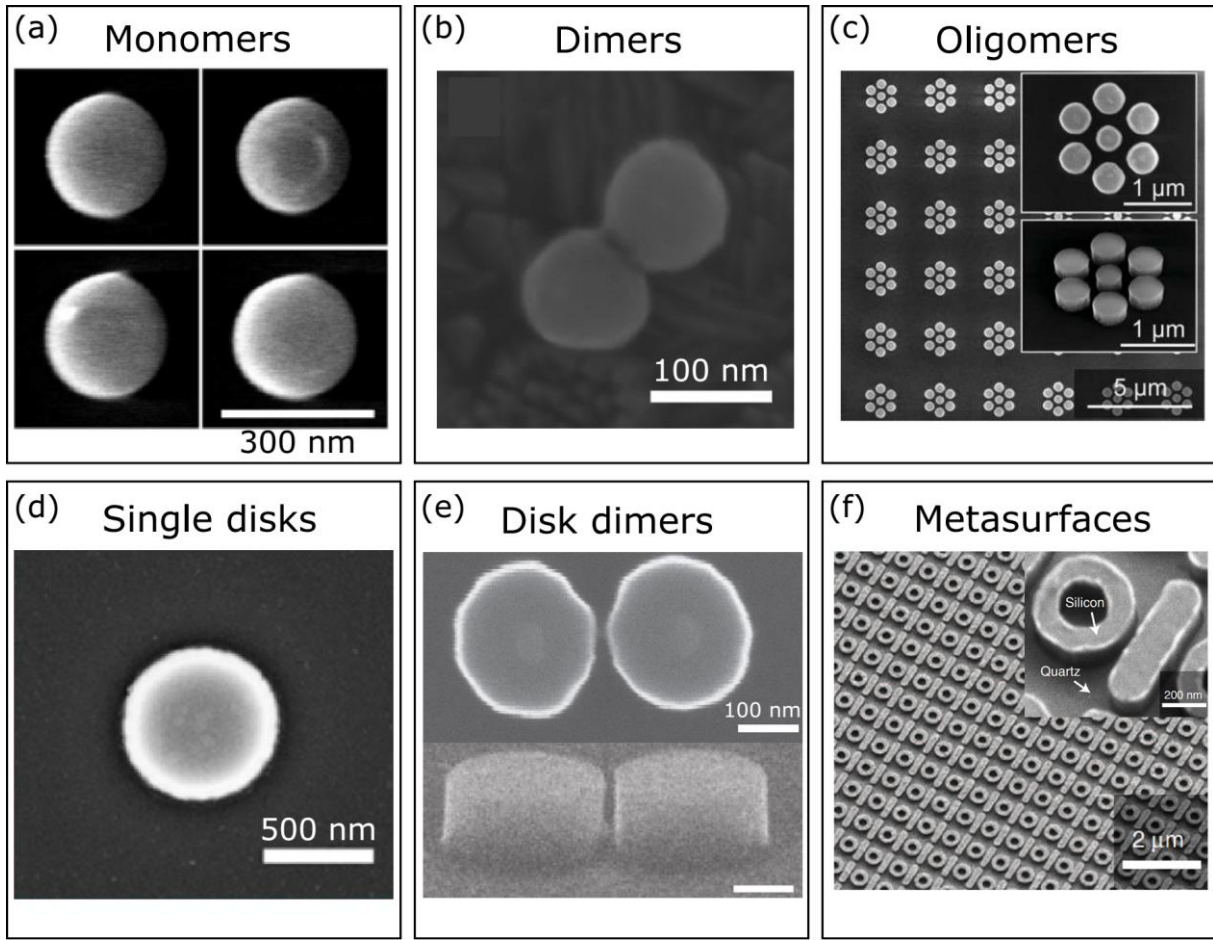 (a) Monomers
300 nm
(b) Dimers
100 nm
(c) Oligomers
1 µm
1 µm
5 µm
(d) Single disks
500 nm
(e) Disk dimers
100 nm
(f) Metasurfaces
Silicon
Quartz
200 nm
2 µm